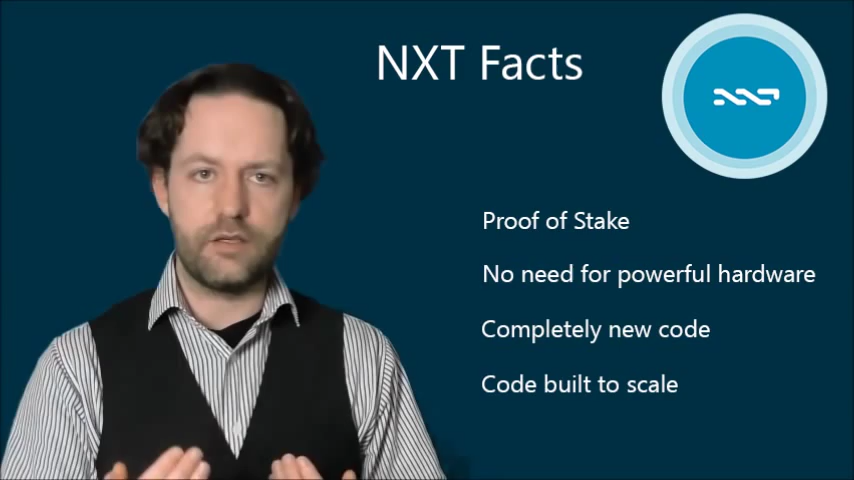 NXT Facts
Proof of Stake
No need for powerful hardware
Completely new code
Code built to scale